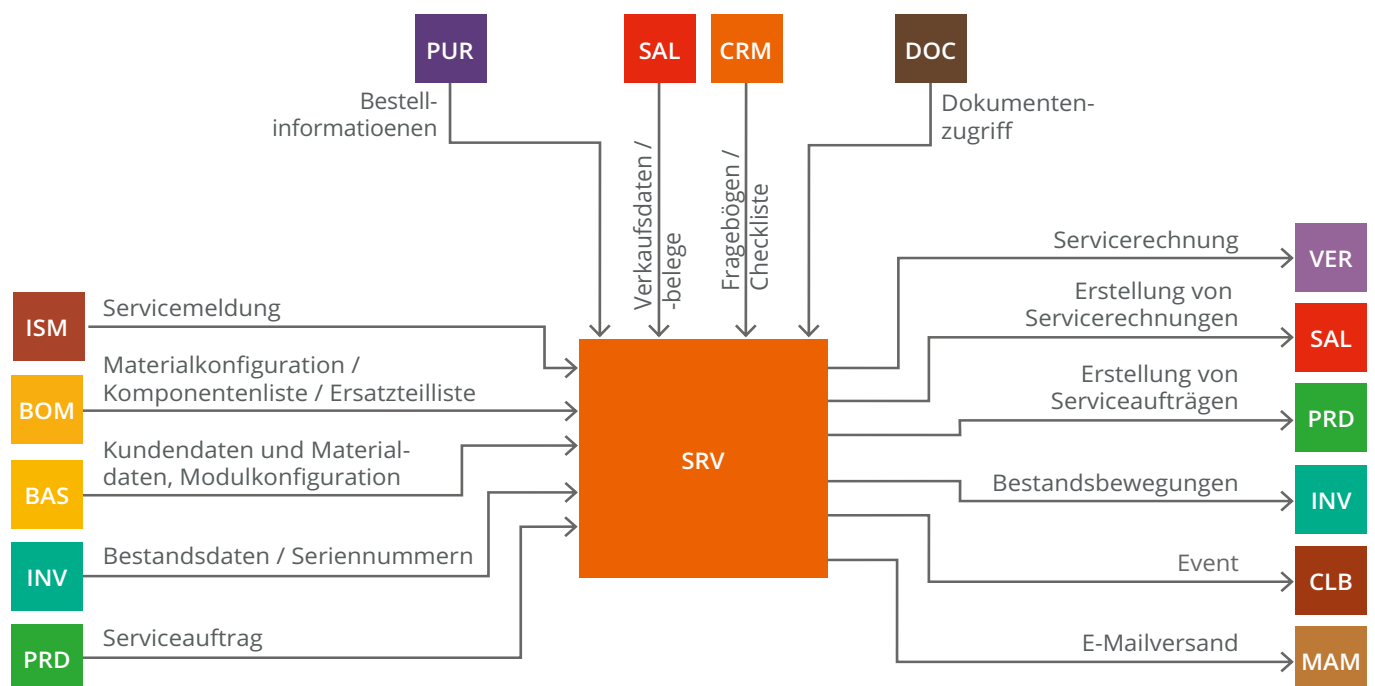 PUR
SAL
CRM
DOC
Bestell-
informatioenen
Verkaufsdaten /
-belege
Fragebögen /
Checkliste
Dokumenten-
zugriff
ISM
Servicemeldung
BOM
Materialkonfiguration /
Komponentenliste / Ersatzteilliste
BAS
Kundendaten und Material-
daten, Modulkonfiguration
INV
Bestandsdaten / Seriennummern
PRD
Serviceauftrag
SRV
Servicerechnung
VER
Erstellung von
Servicerechnungen
SAL
Erstellung von
Serviceaufträgen
PRD
Bestandsbewegungen
INV
Event
CLB
E-Mailversand
MAM